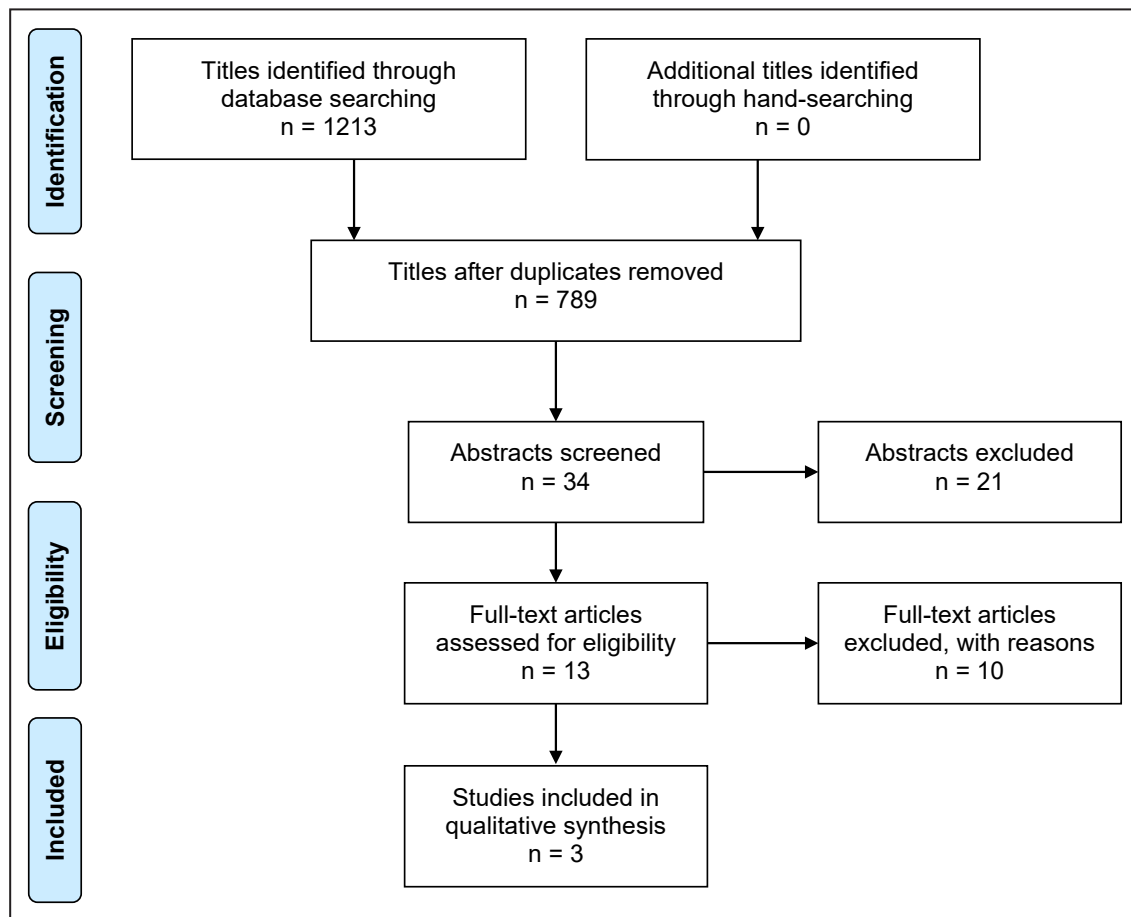 Identification
Titles identified through
database searching
n = 1213
Additional titles identified
through hand-searching
n = 0
Titles after duplicates removed
n = 789
Screening
Abstracts screened
n = 34
Abstracts excluded
n = 21
Eligibility
Full-text articles
assessed for eligibility
n = 13
Full-text articles
excluded, with reasons
n = 10
Included
Studies included in
qualitative synthesis
n = 3